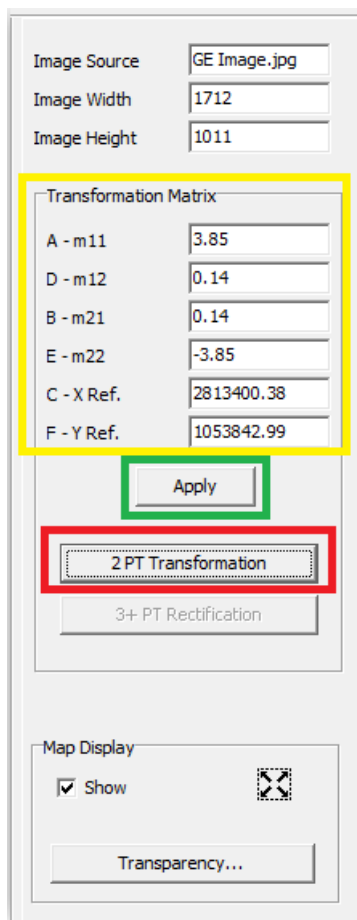 Image Source GE Image.jpg
Image Width 1712
Image Height 1011
Transformation Matrix
A - m11 3.85
D - m12 0.14
B - m21 0.14
E - m22 -3.85
C - X Ref. 2813400.38
F - Y Ref. 1053842.99
Apply
2 PT Transformation
3+ PT Rectification
Map Display
Show
Transparency...